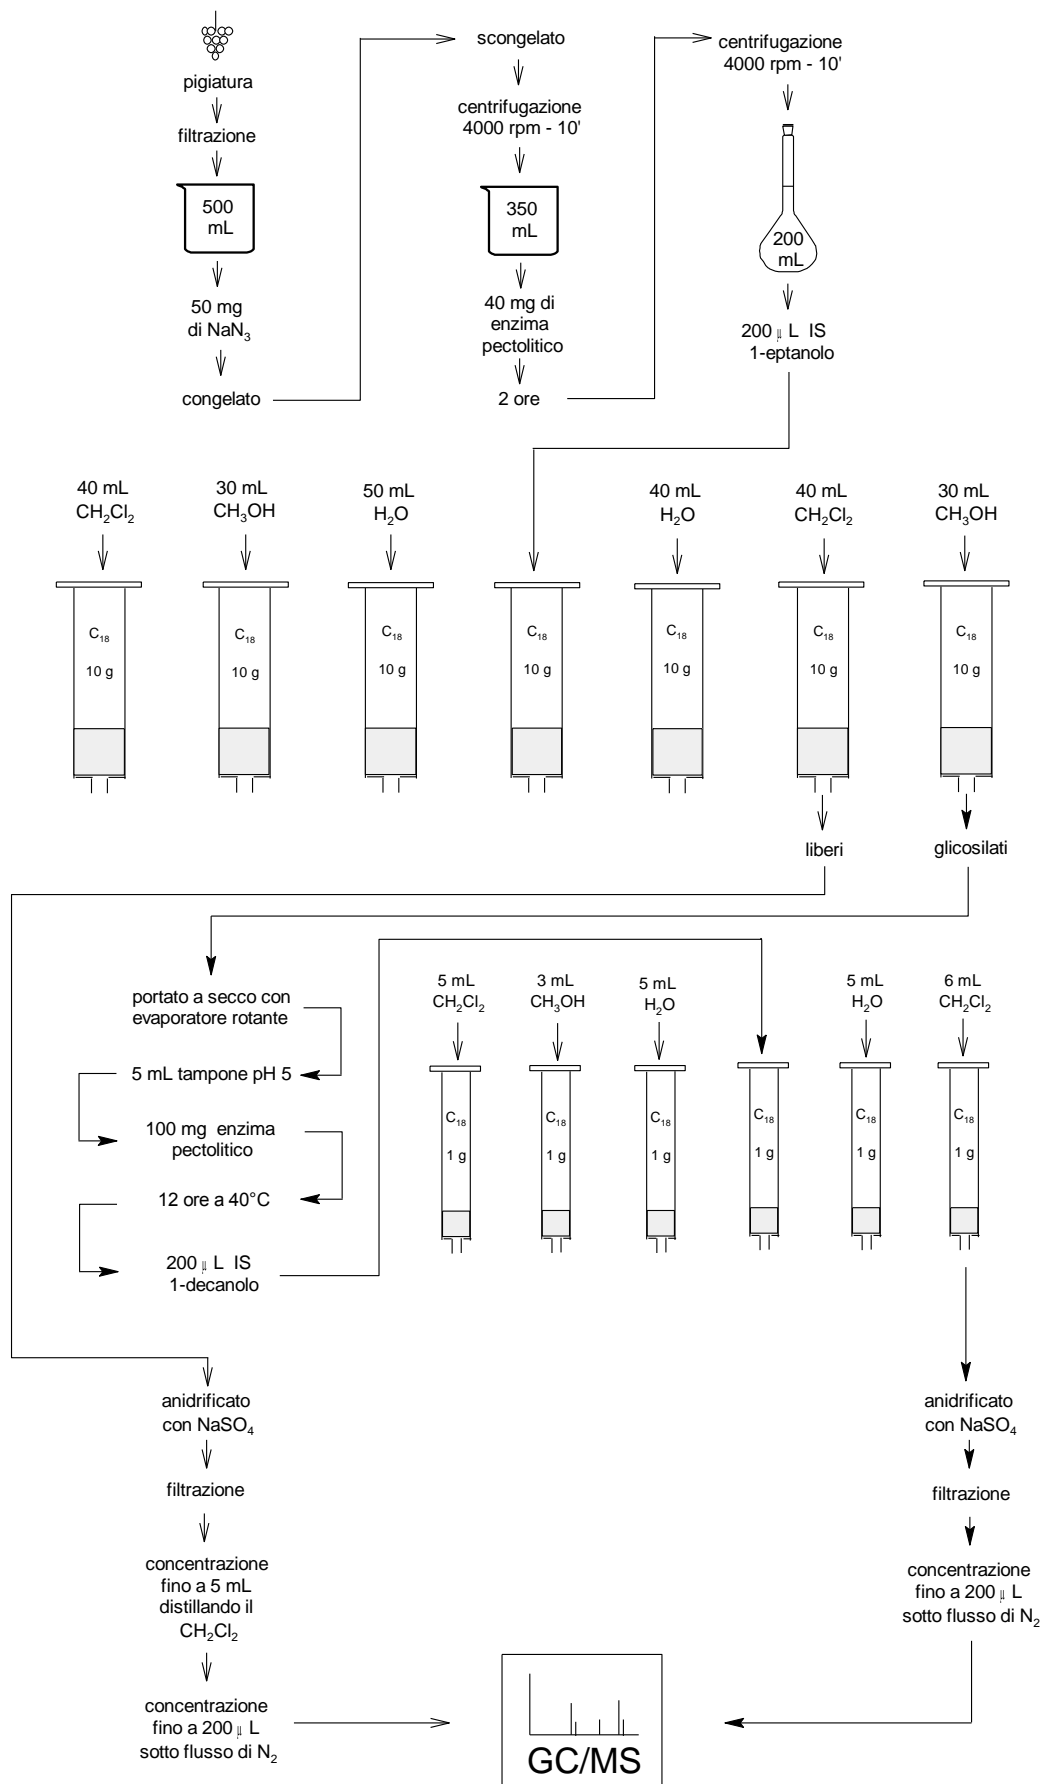 pigiatura
filtrazione
500
mL
50 mg
di NaN₃
congelato
scongelato
centrifugazione
4000 rpm - 10'
350
mL
40 mg di
enzima
pectolitico
2 ore
centrifugazione
4000 rpm - 10'
200
mL
200 µ L IS
1-eptanolo
40 mL
CH₂Cl₂
30 mL
CH₃OH
50 mL
H₂O
40 mL
H₂O
40 mL
CH₂Cl₂
30 mL
CH₃OH
C₁₈
10 g
C₁₈
10 g
C₁₈
10 g
C₁₈
10 g
C₁₈
10 g
C₁₈
10 g
C₁₈
10 g
liberi
glicosilati
portato a secco con
evaporatore rotante
5 mL tampone pH 5
100 mg enzima
pectolitico
12 ore a 40°C
200 µ L IS
1-decanolo
5 mL
CH₂Cl₂
3 mL
CH₃OH
5 mL
H₂O
5 mL
H₂O
6 mL
CH₂Cl₂
C₁₈
1 g
C₁₈
1 g
C₁₈
1 g
C₁₈
1 g
C₁₈
1 g
C₁₈
1 g
anidrificato
con NaSO₄
filtrazione
concentrazione
fino a 5 mL
distillando il
CH₂Cl₂
concentrazione
fino a 200 µ L
sotto flusso di N₂
anidrificato
con NaSO₄
filtrazione
concentrazione
fino a 200 µ L
sotto flusso di N₂
GC/MS